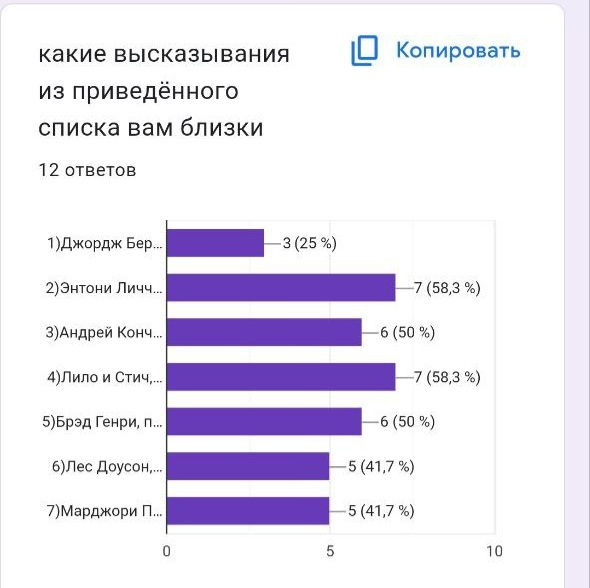 какие высказывания
Копировать
из приведённого
списка вам близки
12 ответов
1)Джордж Бер... 3 (25 %)
2)Энтони Личч... 7 (58,3 %)
3)Андрей Конч... 6 (50 %)
4)Лило и Стич,... 7 (58,3 %)
5)Брэд Генри, п... 6 (50 %)
6)Лес Доусон,... 5 (41,7 %)
7)Марджори П... 5 (41,7 %)
0 5 10